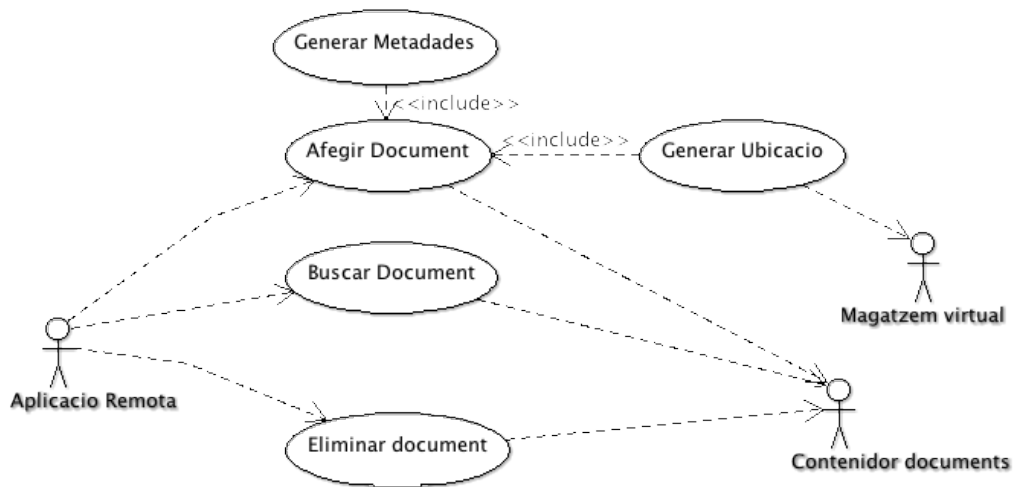 Generar Metadades
<<include>>
<<include>>
Afegir Document
Generar Ubicacio
Buscar Document
Magatzem virtual
Aplicacio Remota
Eliminar document
Contenidor documents